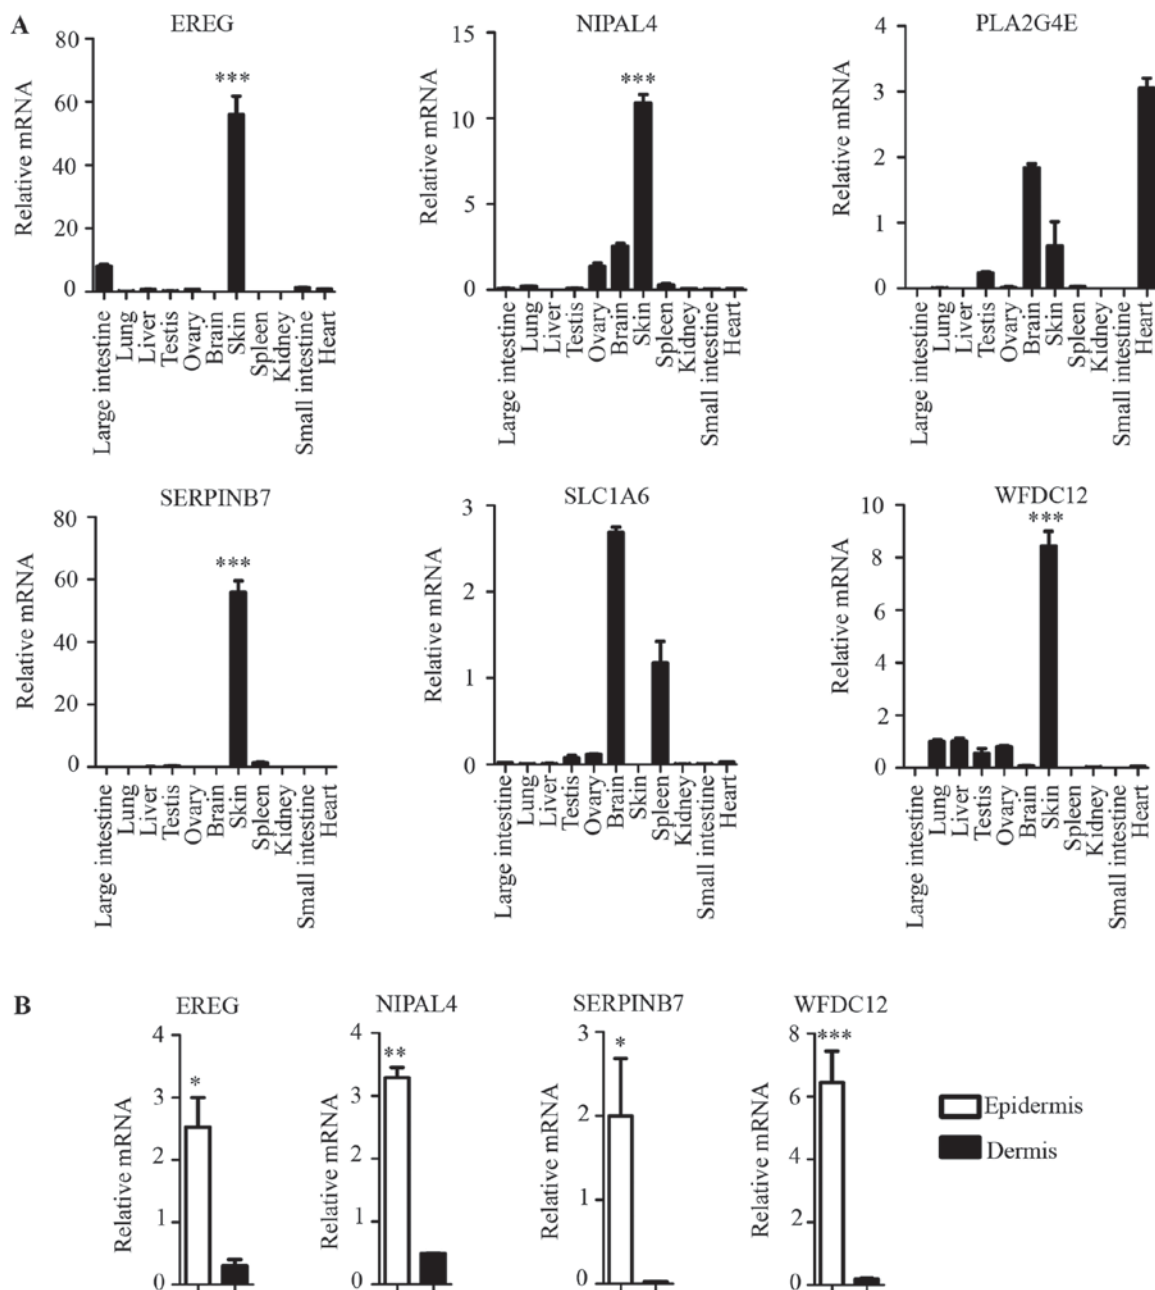 A
EREG
Relative mRNA
80
60
40
20
0
***
Large intestine
Lung
Liver
Testis
Ovary
Brain
Skin
Spleen
Kidney
Small intestine
Heart
NIPAL4
Relative mRNA
15
10
5
0
***
Large intestine
Lung
Liver
Testis
Ovary
Brain
Skin
Spleen
Kidney
Small intestine
Heart
PLA2G4E
Relative mRNA
4
3
2
1
0
Large intestine
Lung
Liver
Testis
Ovary
Brain
Skin
Spleen
Kidney
Small intestine
Heart
SERPINB7
Relative mRNA
80
60
40
20
0
***
Large intestine
Lung
Liver
Testis
Ovary
Brain
Skin
Spleen
Kidney
Small intestine
Heart
SLC1A6
Relative mRNA
3
2
1
0
Large intestine
Lung
Liver
Testis
Ovary
Brain
Skin
Spleen
Kidney
Small intestine
Heart
WFDC12
Relative mRNA
10
8
6
4
2
0
***
Large intestine
Lung
Liver
Testis
Ovary
Brain
Skin
Spleen
Kidney
Small intestine
Heart
B
EREG
Relative mRNA
4
3
2
1
0
*
NIPAL4
Relative mRNA
4
3
2
1
0
**
SERPINB7
Relative mRNA
3
2
1
0
*
WFDC12
Relative mRNA
8
6
4
2
0
***
Epidermis
Dermis